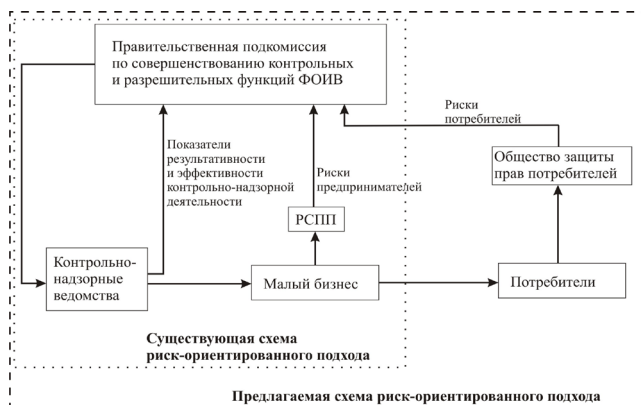 Правительственная подкомиссия
по совершенствованию контрольных
и разрешительных функций ФОИВ
Риски
потребителей
Показатели
результативности
и эффективности
контрольно-надзорной
деятельности
Риски
предпринимателей
Общество защиты
прав потребителей
РСПП
Контрольно-
надзорные
ведомства
Малый бизнес
Потребители
Существующая схема
риск-ориентированного подхода
Предлагаемая схема риск-ориентированного подхода